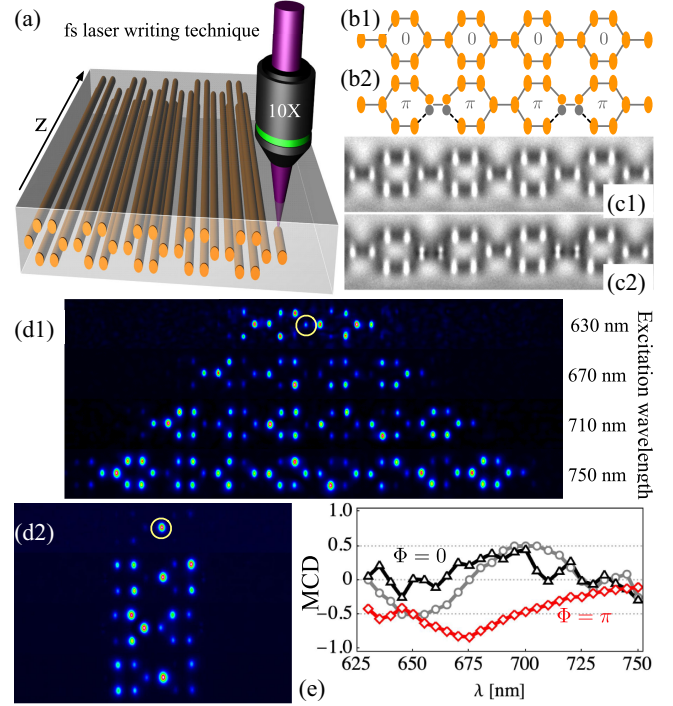 (a)
fs laser writing technique
10X
Z
(b1)
0 0 0 0
(b2)
π π π π
(c1)
(c2)
(d1)
630 nm
670 nm
710 nm
750 nm
Excitation wavelength
(d2)
(e)
MCD
1.0
0.5
0
−0.5
−1.0
Φ = 0
Φ = π
625 650 675 700 725 750
λ [nm]